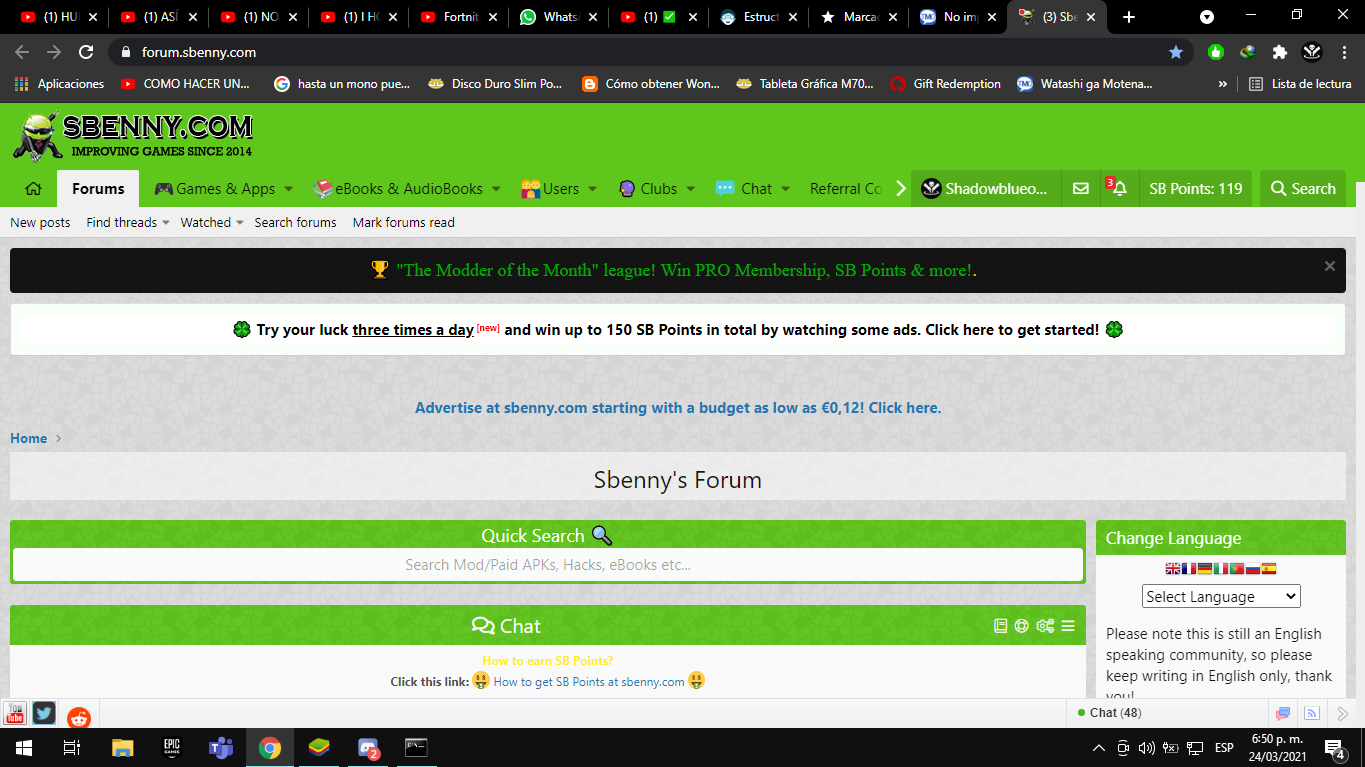 (1) HUI
(1) ASÍ
(1) NO
(1) I HO
Fortnit
Whats
(1) ✅
Estruct
Marcac
No im
(3) Sbe
forum.sbenny.com
Aplicaciones
COMO HACER UN...
hasta un mono pue...
Disco Duro Slim Po...
Cómo obtener Won...
Tableta Gráfica M70...
Gift Redemption
Watashi ga Motena...
»
Lista de lectura
SBENNY.COM
IMPROVING GAMES SINCE 2014
Forums
Games & Apps
eBooks & AudioBooks
Users
Clubs
Chat
Referral Co
Shadowblueo...
3
SB Points: 119
Search
New posts
Find threads
Watched
Search forums
Mark forums read
🏆 "The Modder of the Month" league! Win PRO Membership, SB Points & more!.
🍀 Try your luck three times a day [new] and win up to 150 SB Points in total by watching some ads. Click here to get started! 🍀
Advertise at sbenny.com starting with a budget as low as €0,12! Click here.
Home
Sbenny's Forum
Quick Search 🔍
Search Mod/Paid APKs, Hacks, eBooks etc...
Change Language
Select Language
Please note this is still an English
speaking community, so please
keep writing in English only, thank
you!
Chat
How to earn SB Points?
Click this link: 🤑 How to get SB Points at sbenny.com 🤑
You
Tube
Chat (48)
EPIC
GAMES
2
ESP
6:50 p. m.
24/03/2021
4